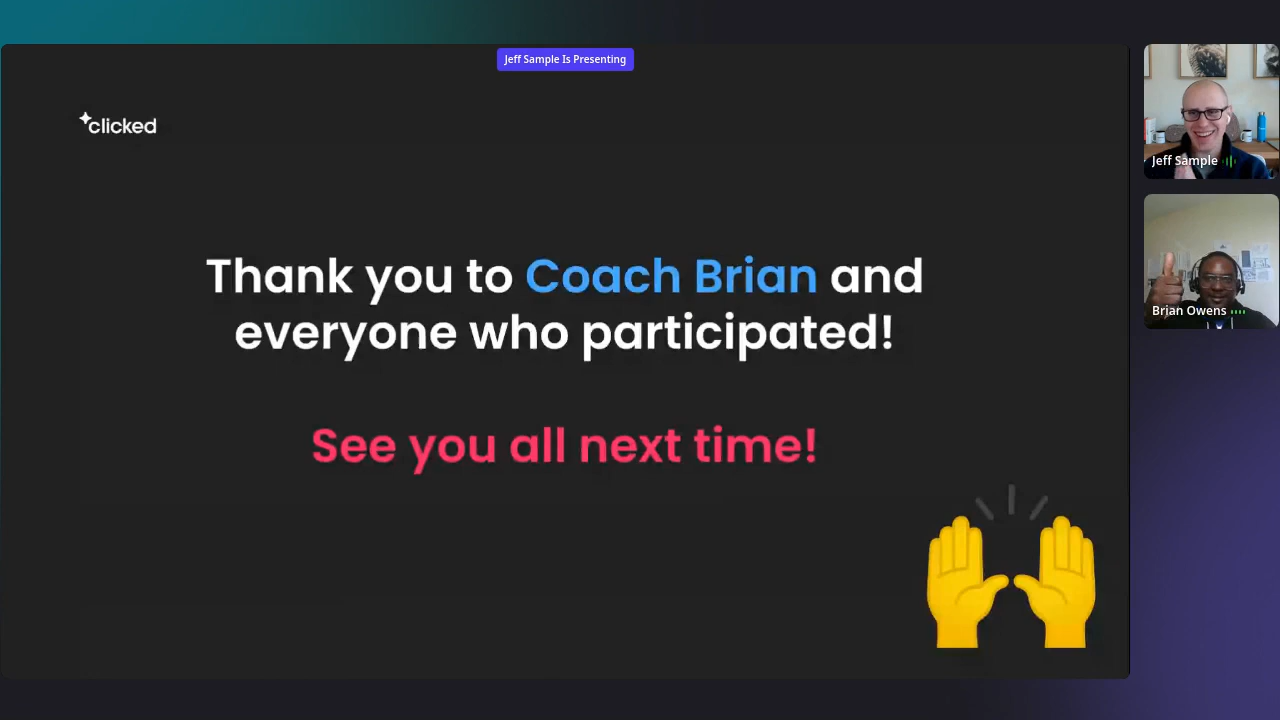 Jeff Sample Is Presenting
clicked
Thank you to Coach Brian and
everyone who participated!
See you all next time!
Jeff Sample
Brian Owens